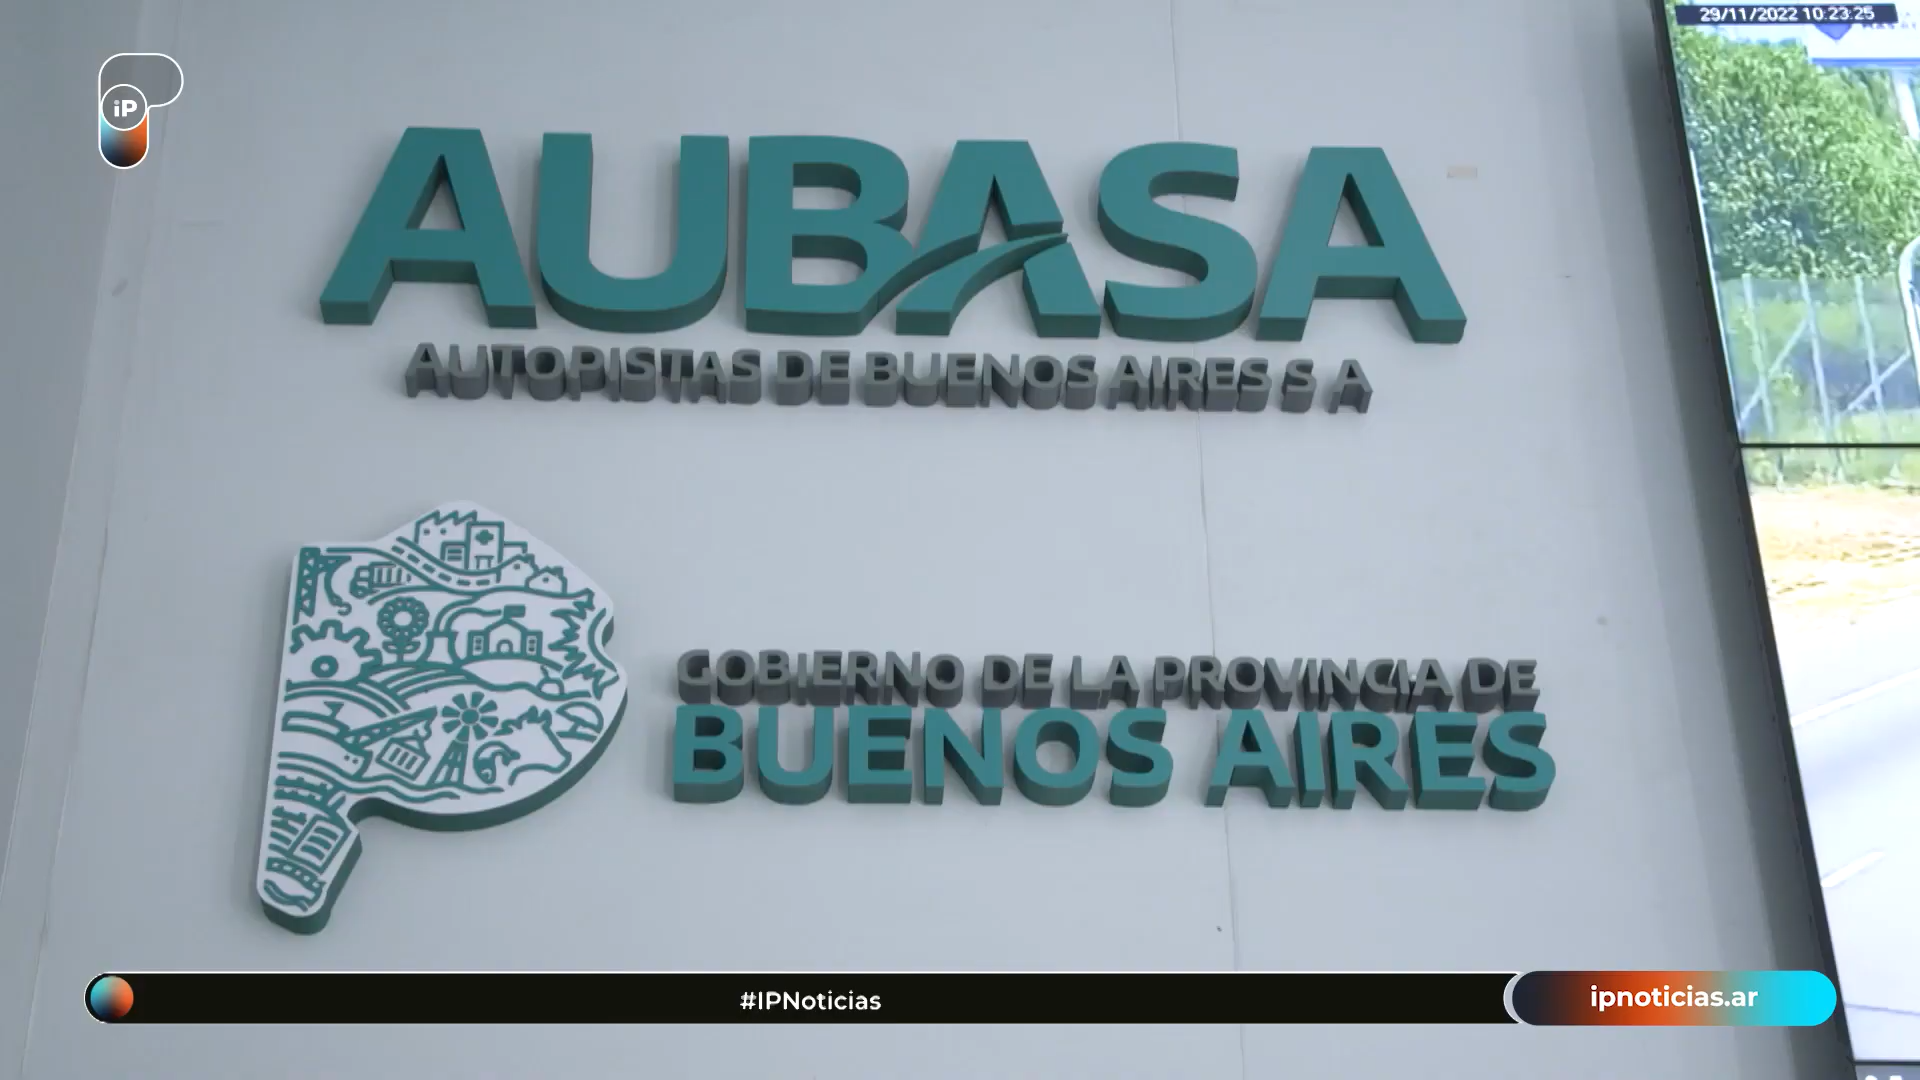 29/11/2022 10:23:25
iP
AUBASA
AUTOPISTAS DE BUENOS AIRES S A
GOBIERNO DE LA PROVINCIA DE
BUENOS AIRES
#IPNoticias
ipnoticias.ar